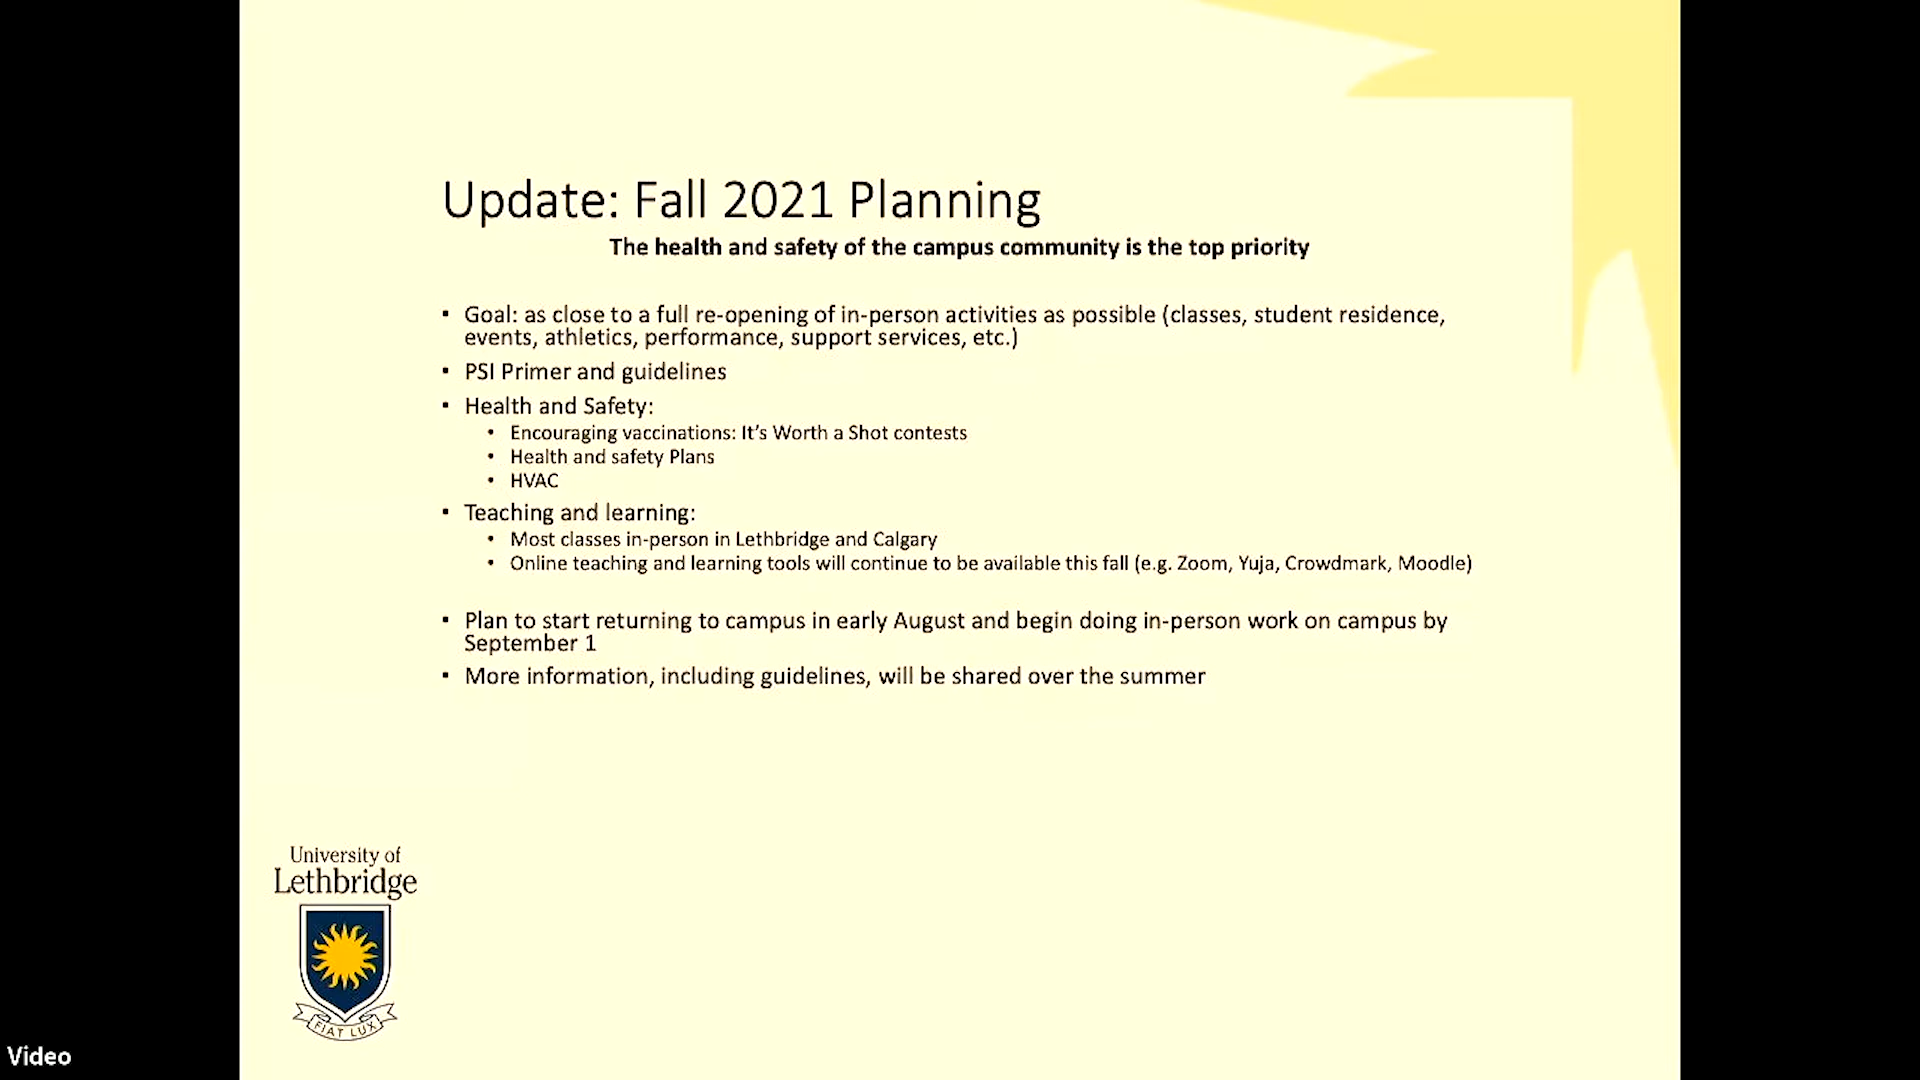 Update: Fall 2021 Planning
The health and safety of the campus community is the top priority
▪ Goal: as close to a full re-opening of in-person activities as possible (classes, student residence,
events, athletics, performance, support services, etc.)
▪ PSI Primer and guidelines
▪ Health and Safety:
• Encouraging vaccinations: It’s Worth a Shot contests
• Health and safety Plans
• HVAC
▪ Teaching and learning:
• Most classes in-person in Lethbridge and Calgary
• Online teaching and learning tools will continue to be available this fall (e.g. Zoom, Yuja, Crowdmark, Moodle)
▪ Plan to start returning to campus in early August and begin doing in-person work on campus by
September 1
▪ More information, including guidelines, will be shared over the summer
University of
Lethbridge
FIAT LUX
Video